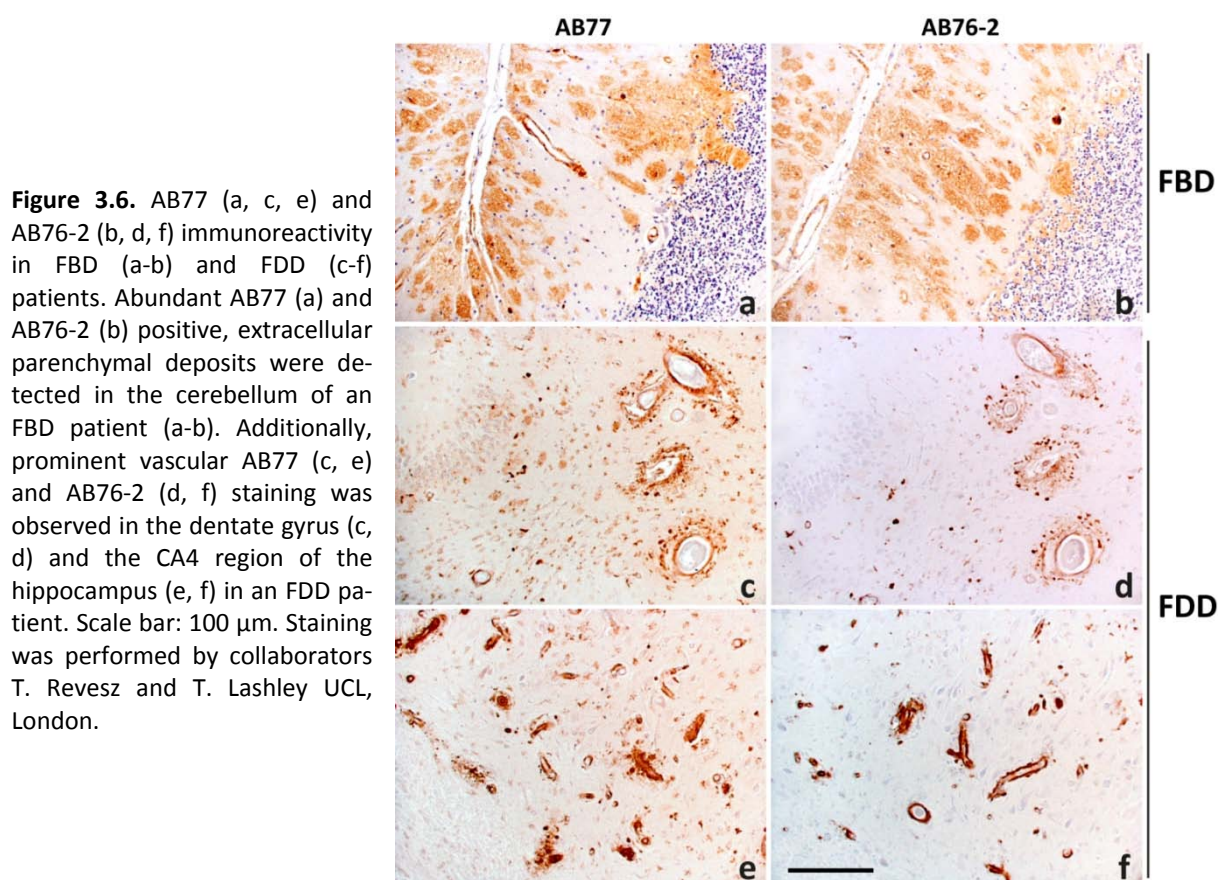 Figure 3.6. AB77 (a, c, e) and
AB76-2 (b, d, f) immunoreactivity
in FBD (a-b) and FDD (c-f)
patients. Abundant AB77 (a) and
AB76-2 (b) positive, extracellular
parenchymal deposits were de-
tected in the cerebellum of an
FBD patient (a-b). Additionally,
prominent vascular AB77 (c, e)
and AB76-2 (d, f) staining was
observed in the dentate gyrus (c,
d) and the CA4 region of the
hippocampus (e, f) in an FDD pa-
tient. Scale bar: 100 µm. Staining
was performed by collaborators
T. Revesz and T. Lashley UCL,
London.
AB77
AB76-2
a
b
FBD
c
d
FDD
e
f